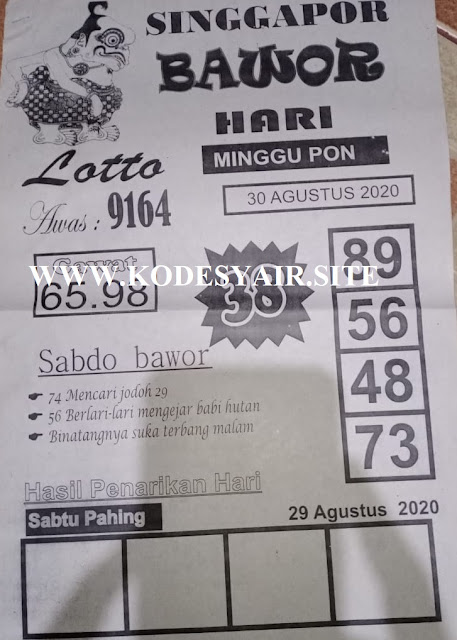 SINGGAPOR
BAWOR
HARI
MINGGU PON
30 AGUSTUS 2020
Lotto
Awas : 9164
Gawat
65.98
38
89
56
48
73
WWW.KODESYAIR.SITE
Sabdo bawor
74 Mencari jodoh 29
56 Berlari-lari mengejar babi hutan
Binatangnya suka terbang malam
Hasil Penarikan Hari
Sabtu Pahing
29 Agustus 2020